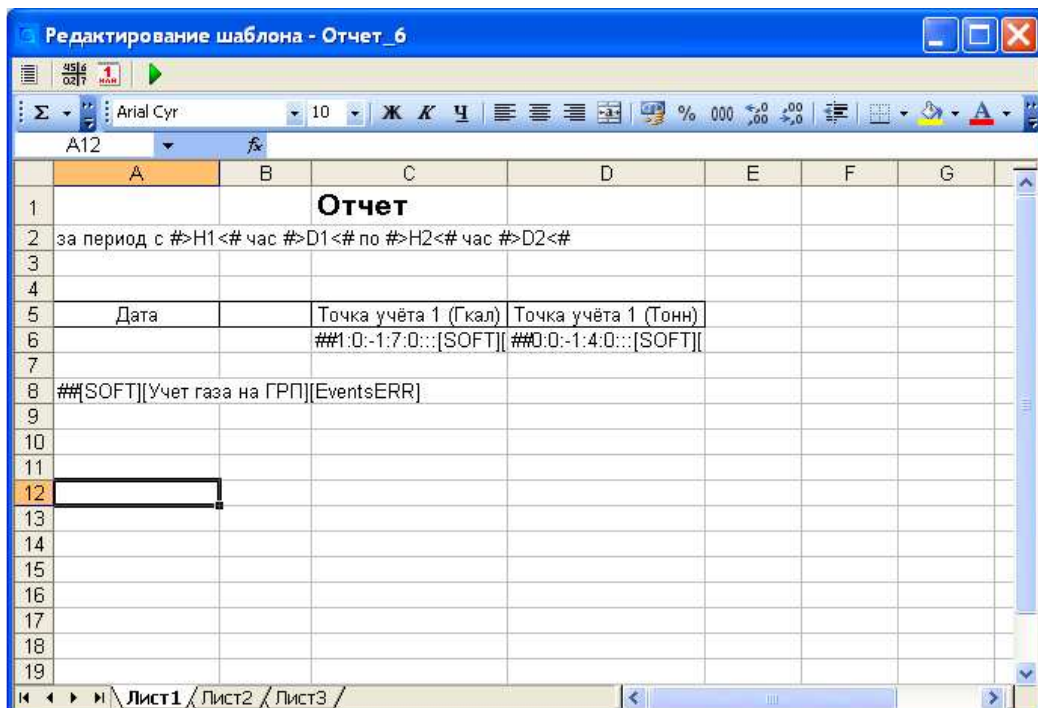 Редактирование шаблона - Отчет_6
Σ Arial Cyr 10 Ж К Ч % 000
A12 fx
A B C D E F G
1 Отчет
2 за период с #>H1<# час #>D1<# по #>H2<# час #>D2<#
3
4
5 Дата Точка учёта 1 (Гкал) Точка учёта 1 (Тонн)
6 ##1:0:-1:7:0:::[SOFT][ ##0:0:-1:4:0:::[SOFT][
7
8 ##[SOFT][Учет газа на ГРП][EventsERR]
9
10
11
12
13
14
15
16
17
18
19
Лист1 Лист2 Лист3